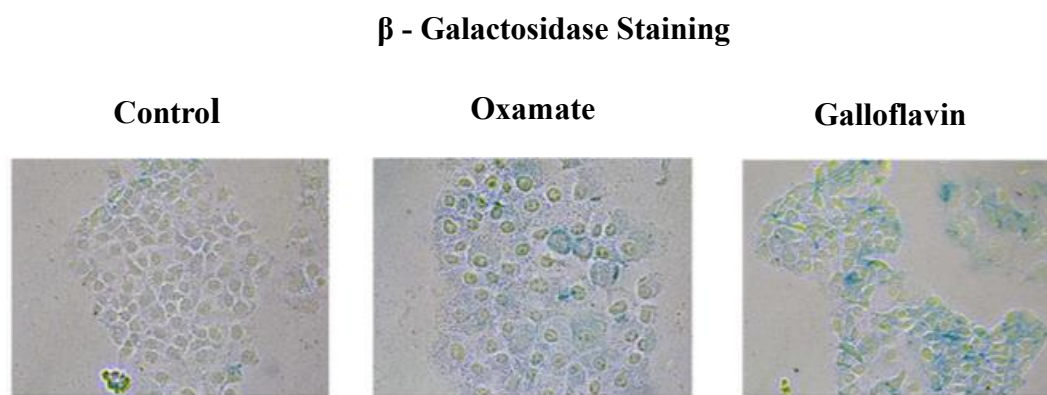 β - Galactosidase Staining
Control
Oxamate
Galloflavin